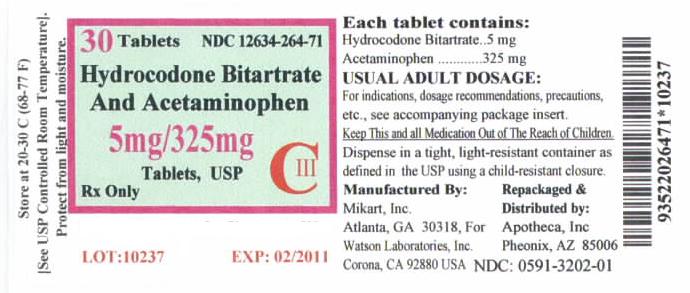 Store at 20-30 C (68-77 F)
[See USP Controlled Room Temperature].
Protect from light and moisture.
30 Tablets NDC 12634-264-71
Hydrocodone Bitartrate
And Acetaminophen
5mg/325mg
Tablets, USP
CIII
Rx Only
LOT:10237 EXP: 02/2011
Each tablet contains:
Hydrocodone Bitartrate..5 mg
Acetaminophen ............325 mg
USUAL ADULT DOSAGE:
For indications, dosage recommendations, precautions,
etc., see accompanying package insert.
Keep This and all Medication Out of The Reach of Children.
Dispense in a tight, light-resistant container as
defined in the USP using a child-resistant closure.
Manufactured By:
Mikart, Inc.
Atlanta, GA 30318, For
Watson Laboratories, Inc.
Corona, CA 92880 USA
Repackaged &
Distributed by:
Apotheca, Inc
Pheonix, AZ 85006
NDC: 0591-3202-01
93522026471*10237